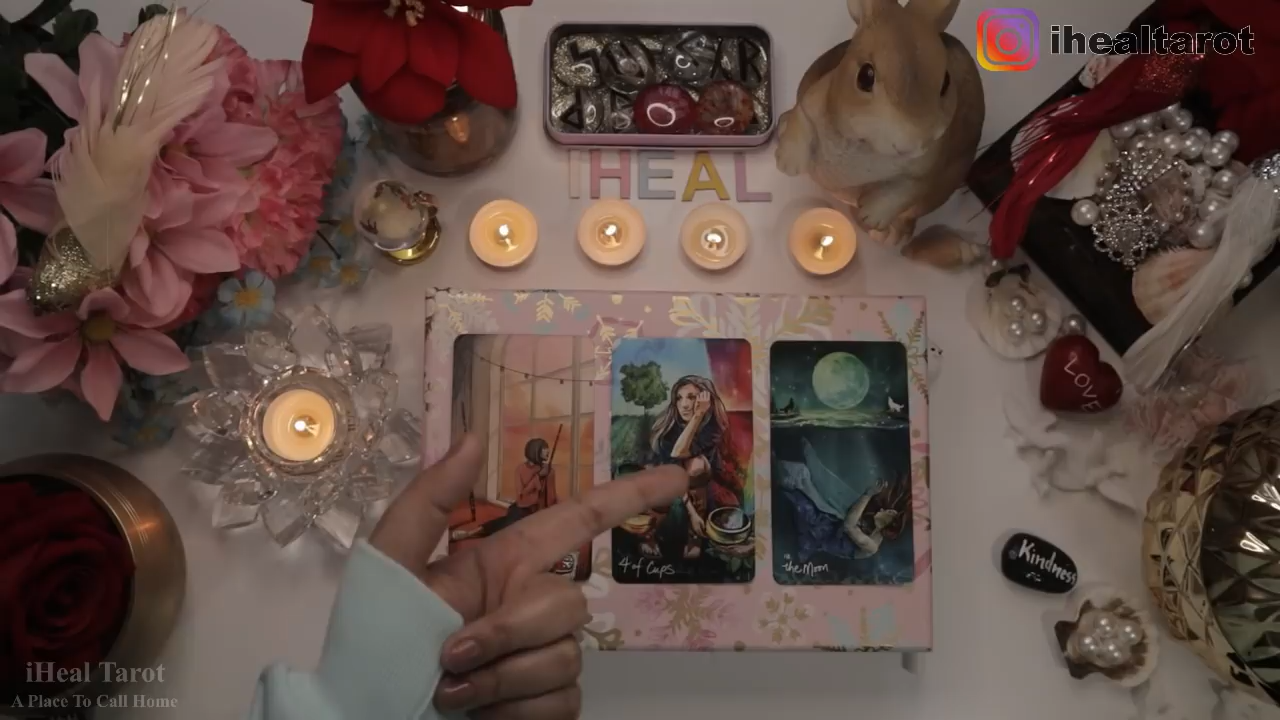 ihealtarot
iHEAL
LOVE
4 of Cups
the Moon
Kindness
iHeal Tarot
A Place To Call Home